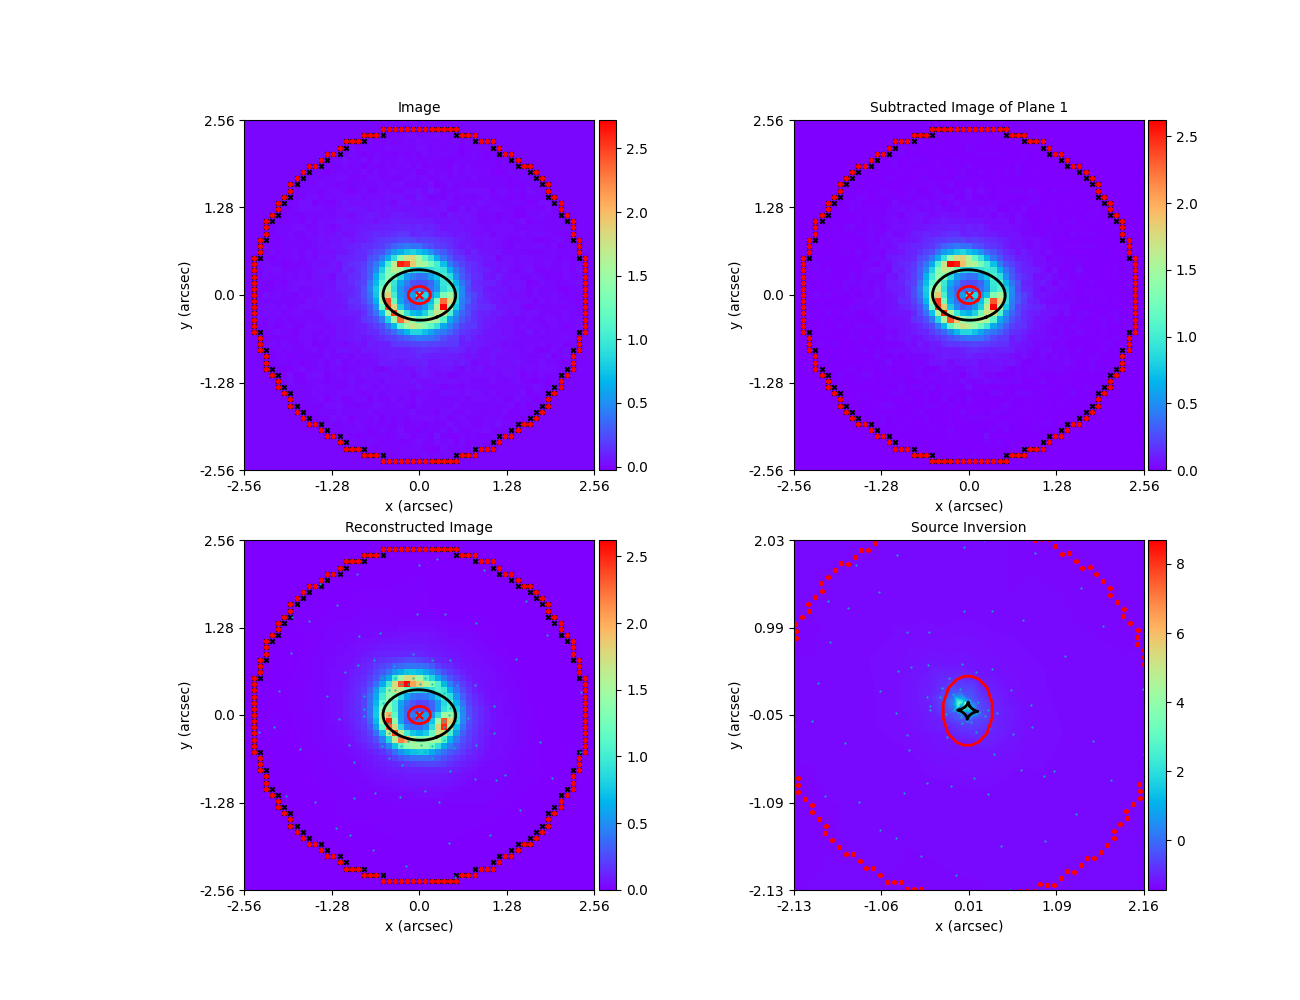 Image
2.56
1.28
0.0
-1.28
-2.56
y (arcsec)
-2.56 -1.28 0.0 1.28 2.56
x (arcsec)
2.5
2.0
1.5
1.0
0.5
0.0
Subtracted Image of Plane 1
2.56
1.28
0.0
-1.28
-2.56
y (arcsec)
-2.56 -1.28 0.0 1.28 2.56
x (arcsec)
2.5
2.0
1.5
1.0
0.5
0.0
Reconstructed Image
2.56
1.28
0.0
-1.28
-2.56
y (arcsec)
-2.56 -1.28 0.0 1.28 2.56
x (arcsec)
2.5
2.0
1.5
1.0
0.5
0.0
Source Inversion
2.03
0.99
-0.05
-1.09
-2.13
y (arcsec)
-2.13 -1.06 0.01 1.09 2.16
x (arcsec)
8
6
4
2
0